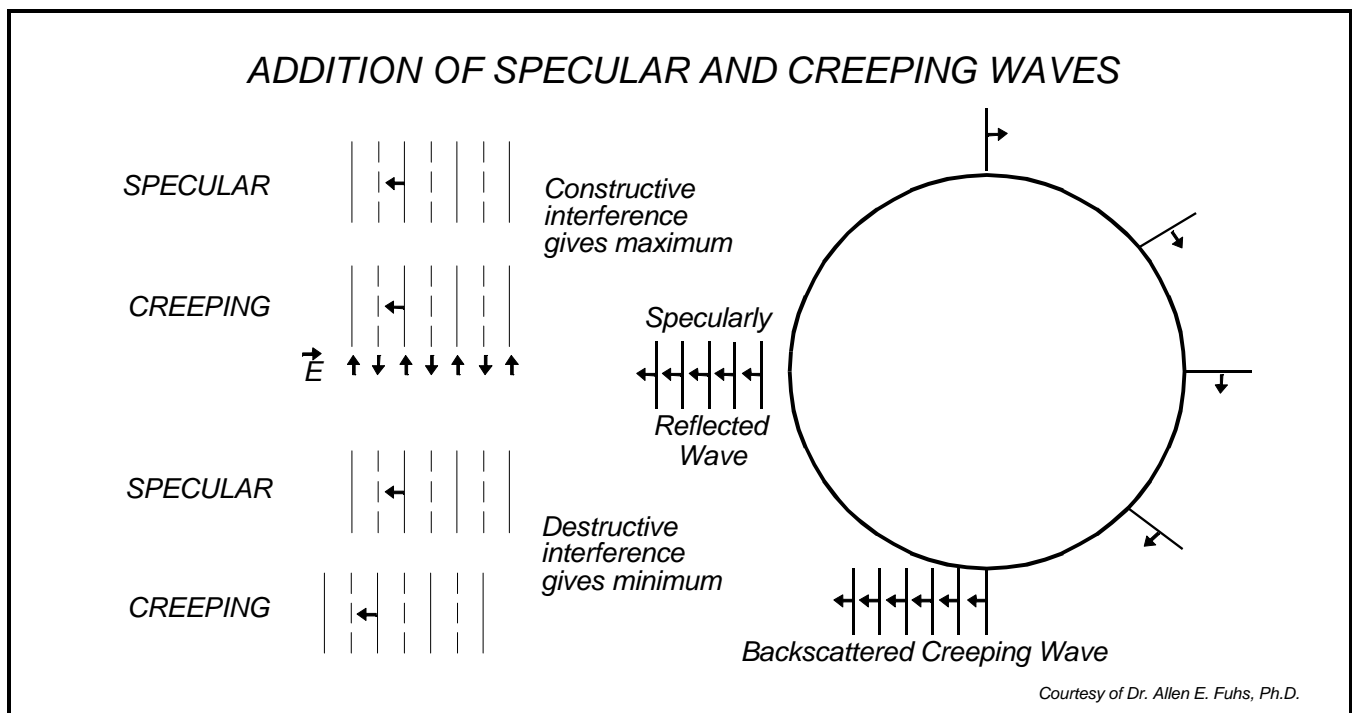 ADDITION OF SPECULAR AND CREEPING WAVES
SPECULAR
Constructive
interference
gives maximum
CREEPING
E
SPECULAR
Destructive
interference
gives minimum
CREEPING
Specularly
Reflected
Wave
Backscattered Creeping Wave
Courtesy of Dr. Allen E. Fuhs, Ph.D.